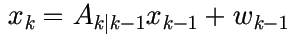 x_k = A_{k|k-1} x_{k-1} + w_{k-1}